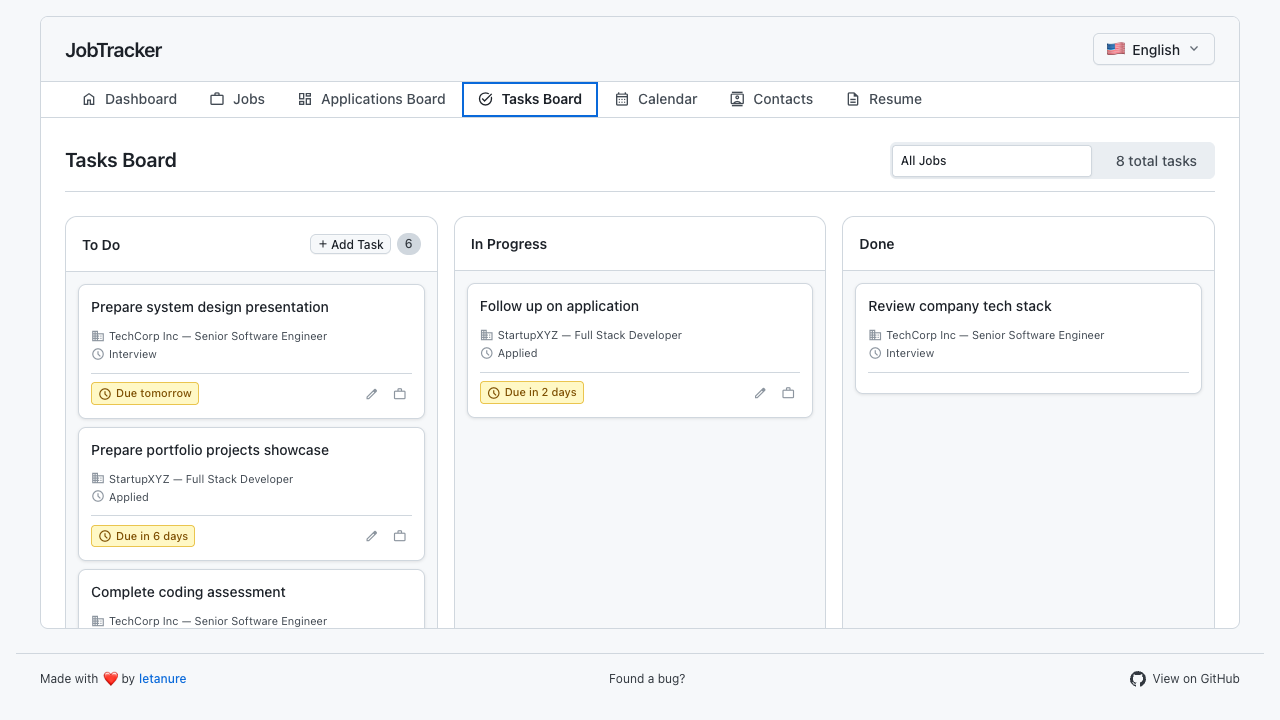 JobTracker
English
Dashboard
Jobs
Applications Board
Tasks Board
Calendar
Contacts
Resume
Tasks Board
All Jobs
8 total tasks
To Do
+ Add Task
6
Prepare system design presentation
TechCorp Inc — Senior Software Engineer
Interview
Due tomorrow
Prepare portfolio projects showcase
StartupXYZ — Full Stack Developer
Applied
Due in 6 days
Complete coding assessment
TechCorp Inc — Senior Software Engineer
In Progress
Follow up on application
StartupXYZ — Full Stack Developer
Applied
Due in 2 days
Done
Review company tech stack
TechCorp Inc — Senior Software Engineer
Interview
Made with ❤️ by letanure
Found a bug?
View on GitHub